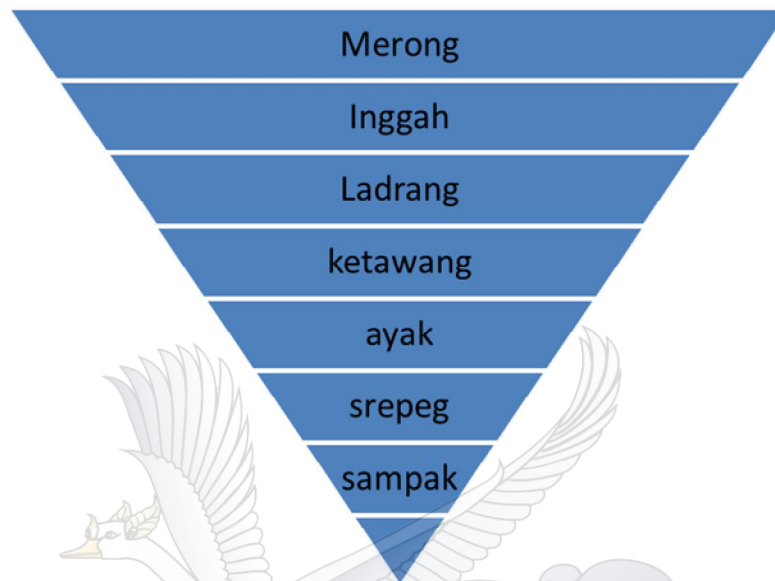 Merong
Inggah
Ladrang
ketawang
ayak
srepeg
sampak